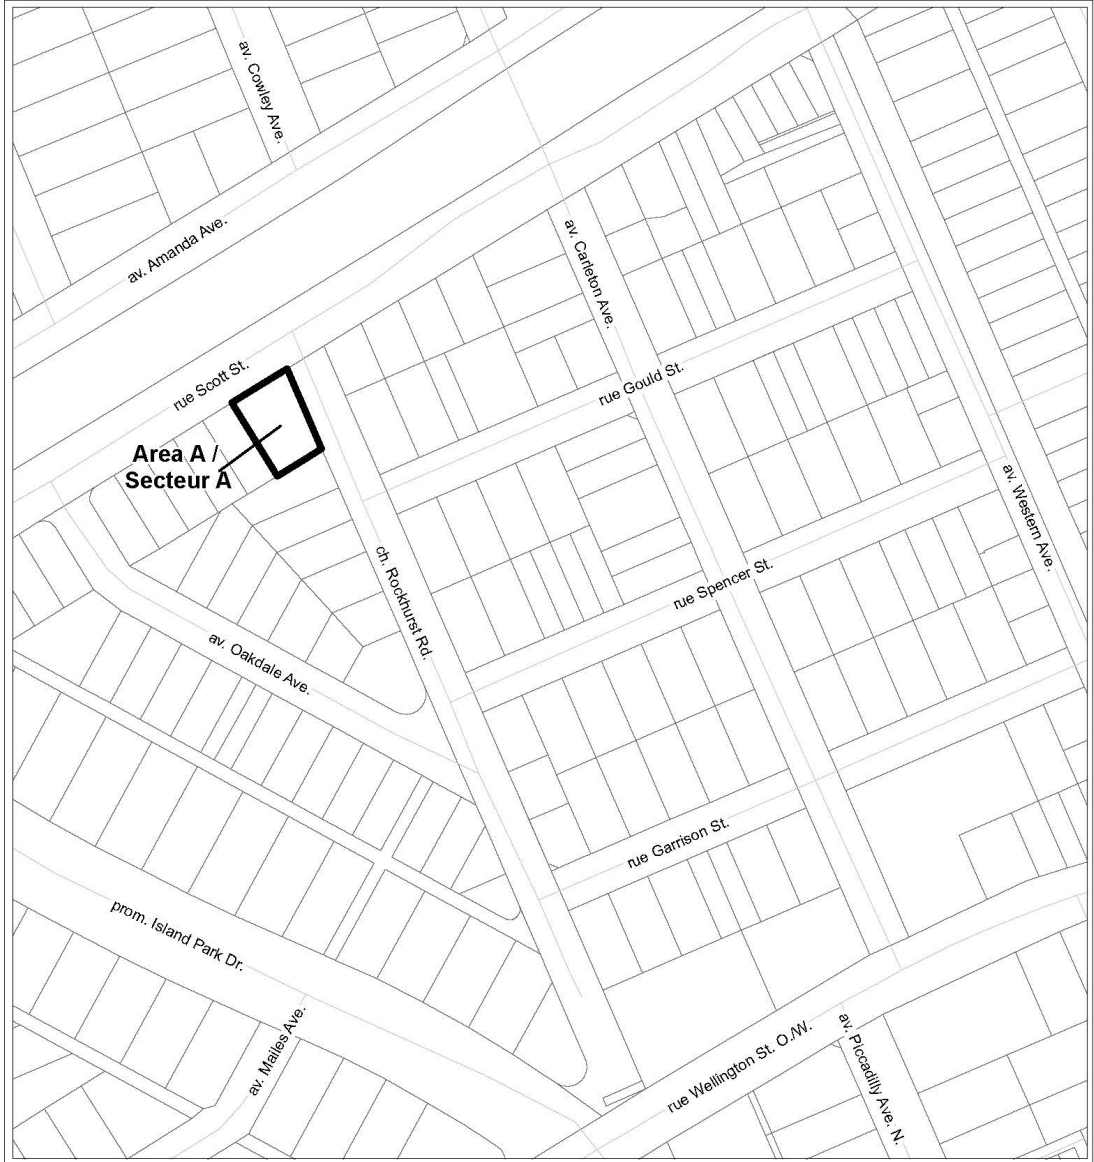 av. Cowley Ave.
av. Amanda Ave.
av. Carleton Ave.
rue Scott St.
rue Gould St.
Area A /
Secteur A
av. Western Ave.
ch. Rockhurst Rd.
rue Spencer St.
av. Oakdale Ave.
rue Garrison St.
prom. Island Park Dr.
av. Mailes Ave.
rue Wellington St. O./W.
av. Piccadilly Ave. N.